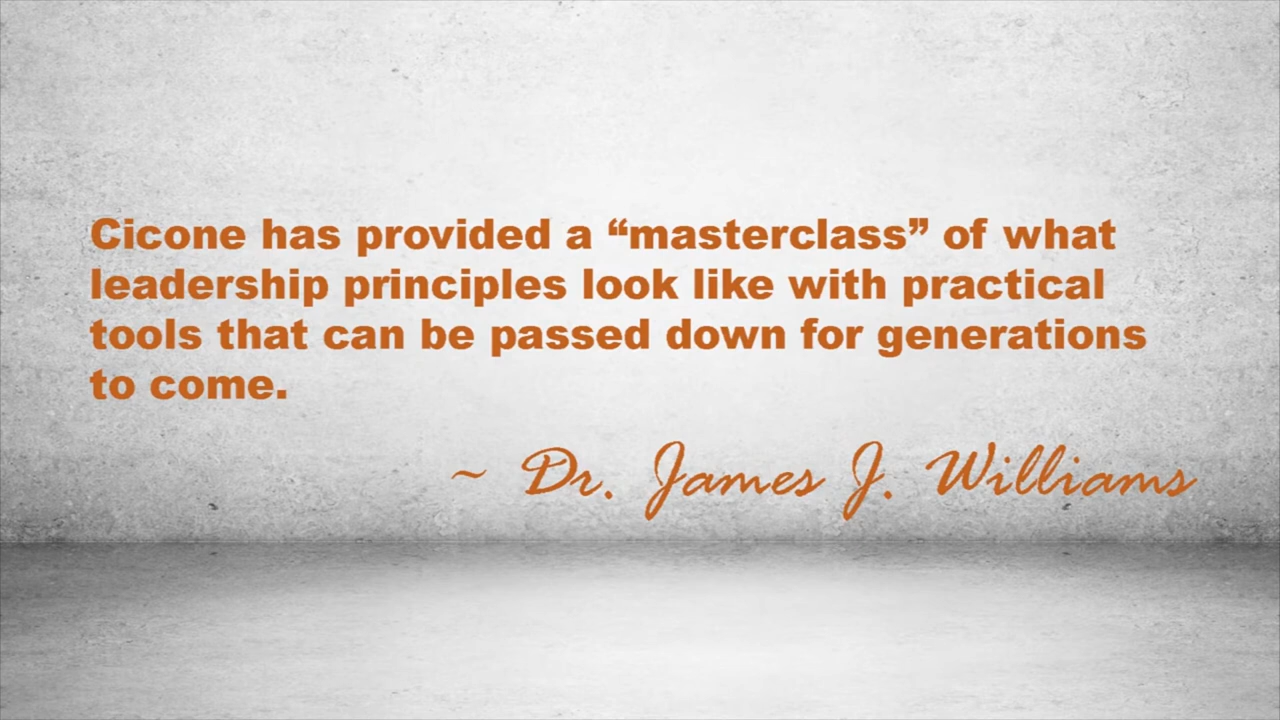 Cicone has provided a “masterclass” of what
leadership principles look like with practical
tools that can be passed down for generations
to come.
~ Dr. James J. Williams